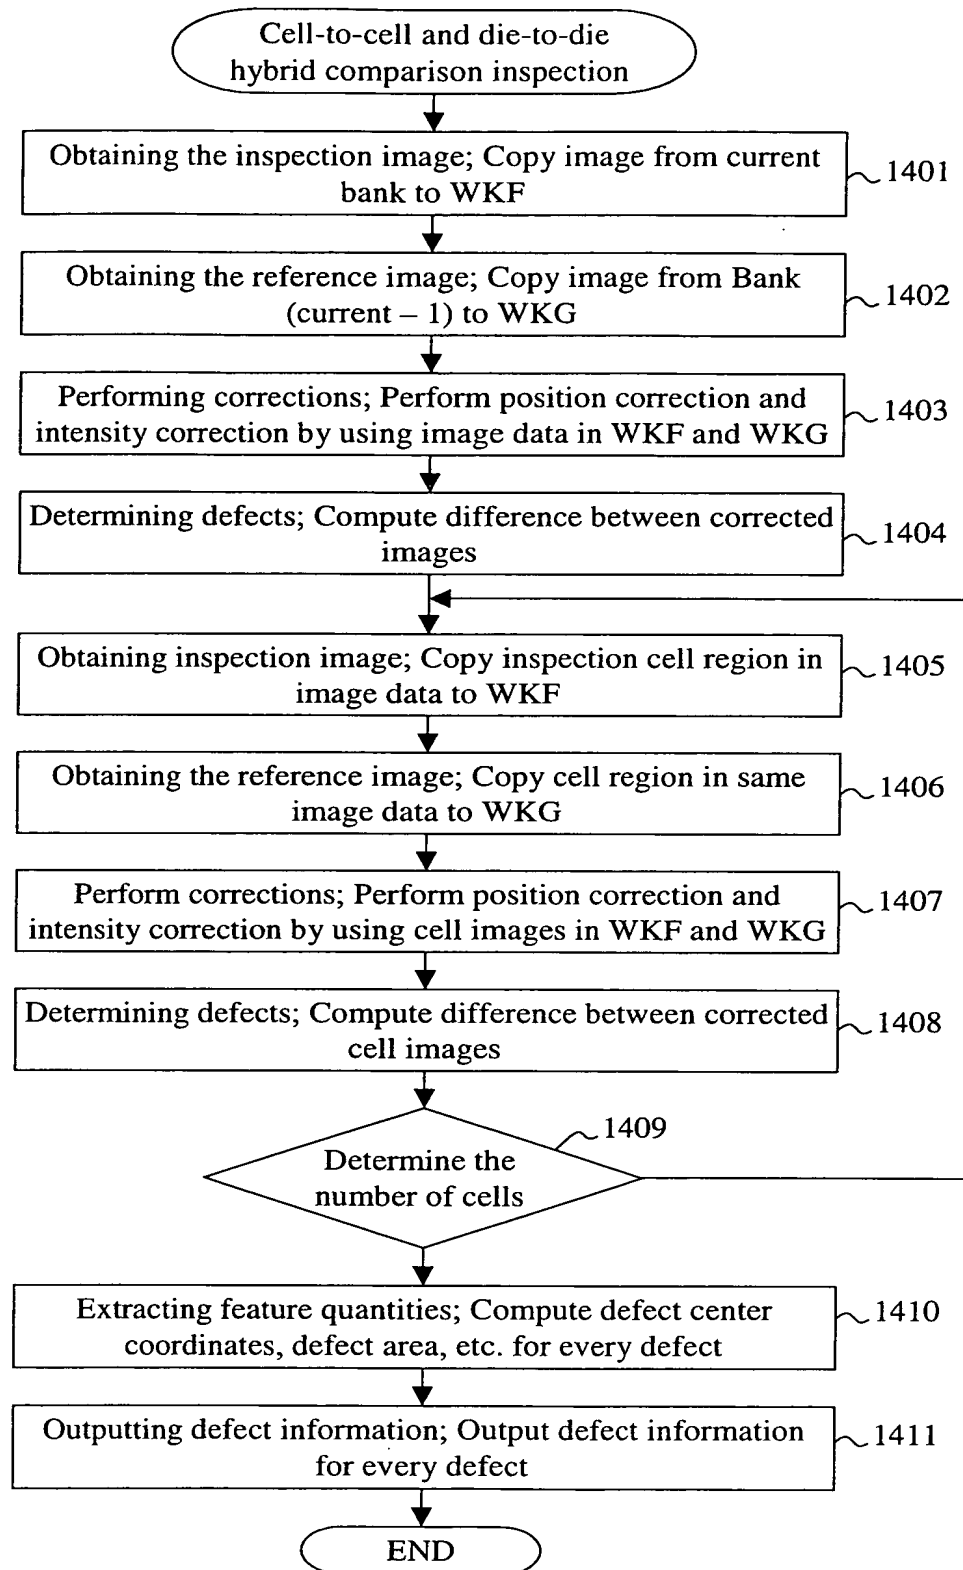 Cell-to-cell and die-to-die
hybrid comparison inspection
Obtaining the inspection image; Copy image from current
bank to WKF
1401
Obtaining the reference image; Copy image from Bank
(current – 1) to WKG
1402
Performing corrections; Perform position correction and
intensity correction by using image data in WKF and WKG
1403
Determining defects; Compute difference between corrected
images
1404
Obtaining inspection image; Copy inspection cell region in
image data to WKF
1405
Obtaining the reference image; Copy cell region in same
image data to WKG
1406
Perform corrections; Perform position correction and
intensity correction by using cell images in WKF and WKG
1407
Determining defects; Compute difference between corrected
cell images
1408
Determine the
number of cells
1409
Extracting feature quantities; Compute defect center
coordinates, defect area, etc. for every defect
1410
Outputting defect information; Output defect information
for every defect
1411
END